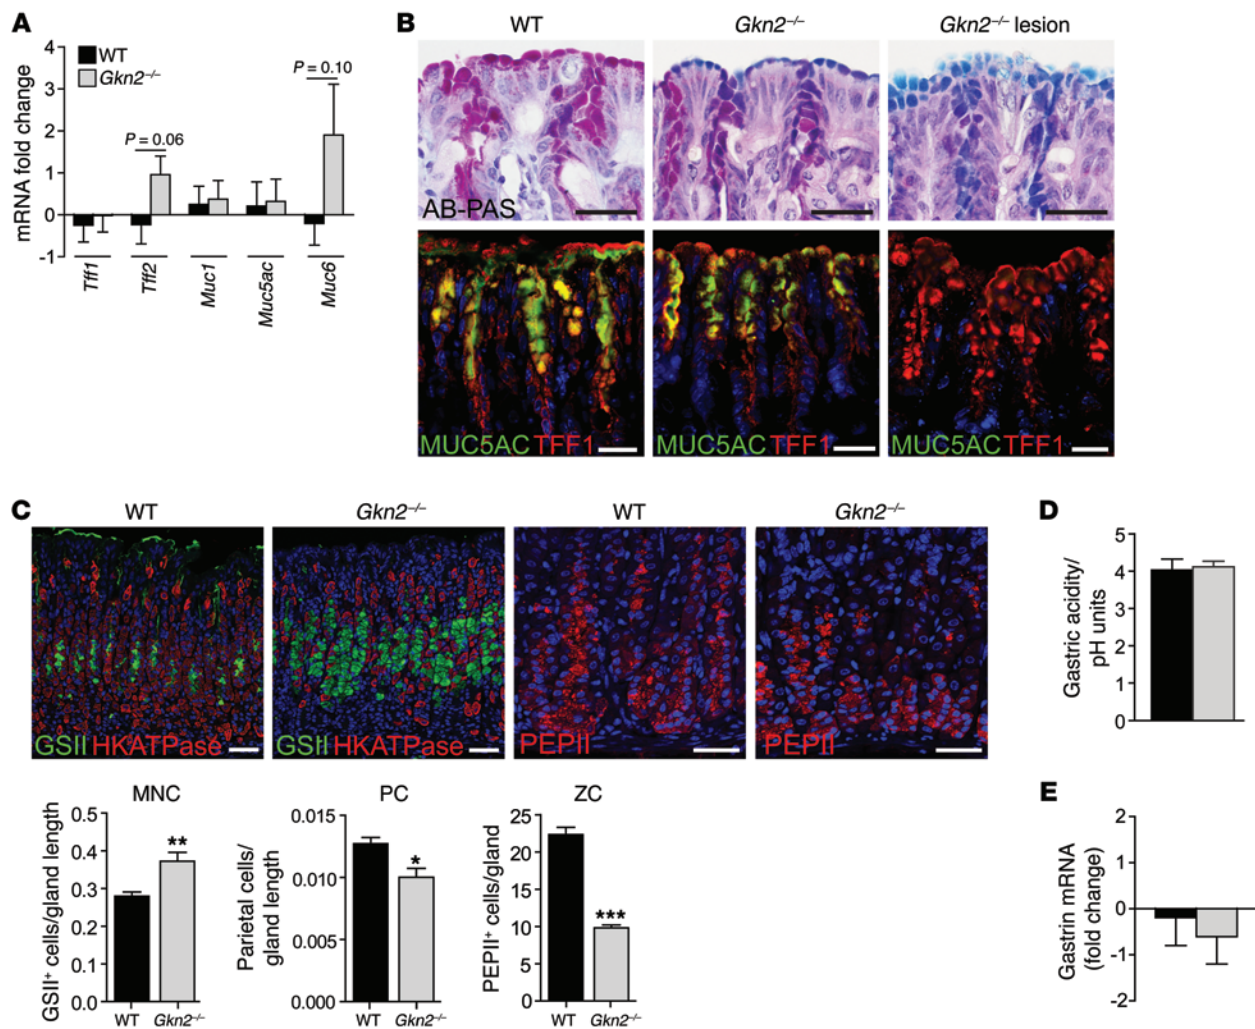 A
4
3
2
1
0
-1
mRNA fold change
WT
Gkn2–/–
P = 0.06
P = 0.10
Tff1
Tff2
Muc1
Muc5ac
Muc6
B
WT
Gkn2–/–
Gkn2–/– lesion
AB-PAS
MUC5AC TFF1
MUC5AC TFF1
MUC5AC TFF1
C
WT
Gkn2–/–
WT
Gkn2–/–
GSII HKATPase
GSII HKATPase
PEPII
PEPII
MNC
GSII+ cells/gland length
0.5
0.4
0.3
0.2
0.1
0.0
**
WT
Gkn2–/–
PC
Parietal cells/
gland length
0.015
0.010
0.005
0.000
*
WT
Gkn2–/–
ZC
PEPII+ cells/gland
25
20
15
10
5
0
***
WT
Gkn2–/–
D
Gastric acidity/
pH units
5
4
3
2
1
0
E
Gastrin mRNA
(fold change)
2
1
0
-1
-2